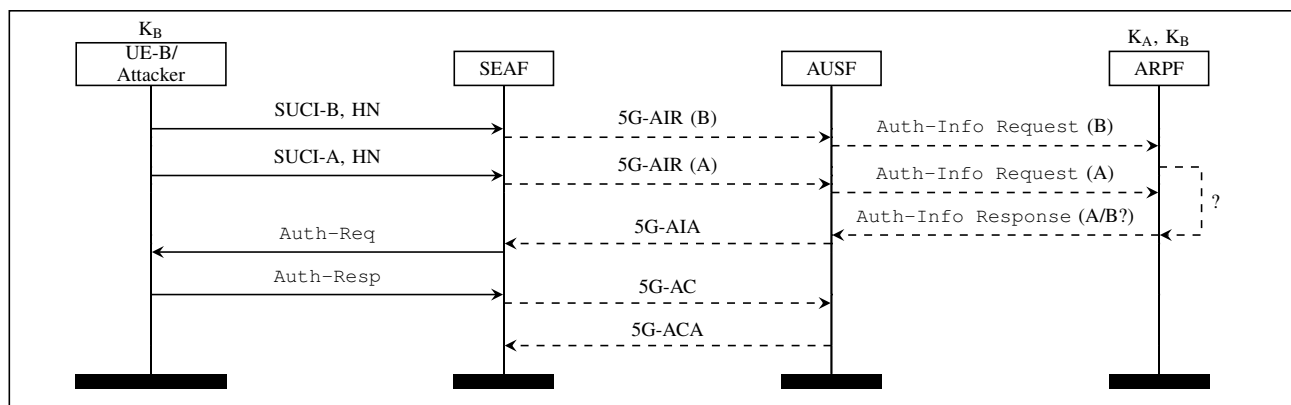 K_B
K_A, K_B
UE-B/
Attacker
SEAF
AUSF
ARPF
SUCI-B, HN
5G-AIR (B)
Auth-Info Request (B)
SUCI-A, HN
5G-AIR (A)
Auth-Info Request (A)
?
Auth-Info Response (A/B?)
5G-AIA
Auth-Req
Auth-Resp
5G-AC
5G-ACA